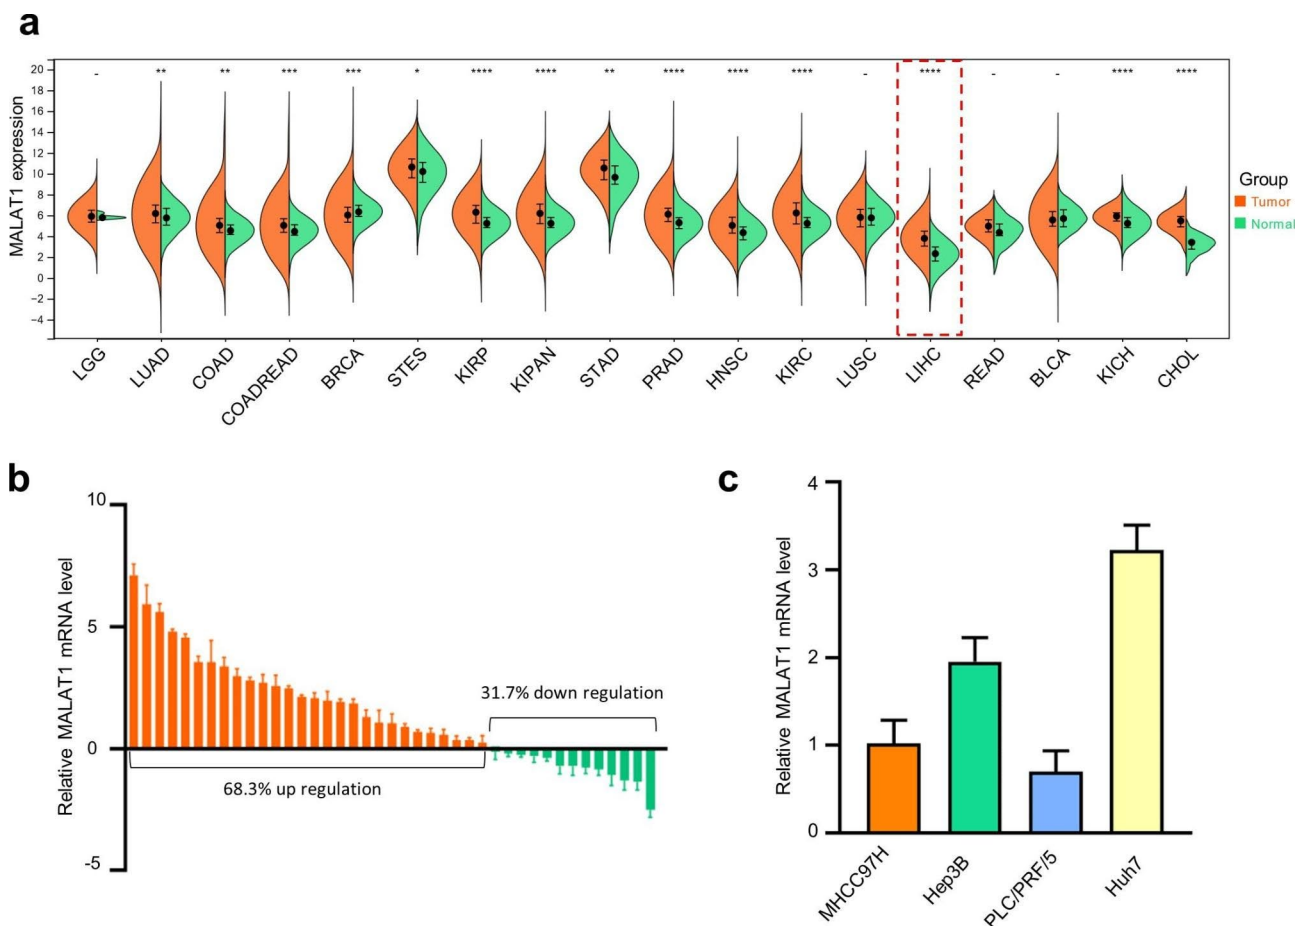 a
MALAT1 expression
20
18
16
14
12
10
8
6
4
2
0
−2
−4
- ** ** *** *** * **** **** ** **** **** **** - **** - - **** ****
LGG LUAD COAD COADREAD BRCA STES KIRP KIPAN STAD PRAD HNSC KIRC LUSC LIHC READ BLCA KICH CHOL
Group
Tumor
Normal
b
Relative MALAT1 mRNA level
10
5
0
-5
31.7% down regulation
68.3% up regulation
c
Relative MALAT1 mRNA level
4
3
2
1
0
MHCC97H Hep3B PLC/PRF/5 Huh7